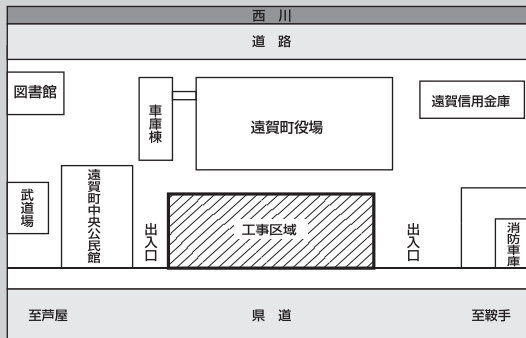 西川
道路
図書館
車庫棟
遠賀町役場
遠賀信用金庫
武道場
遠賀町中央公民館
出入口
工事区域
出入口
消防車庫
至芦屋
県道
至鞍手